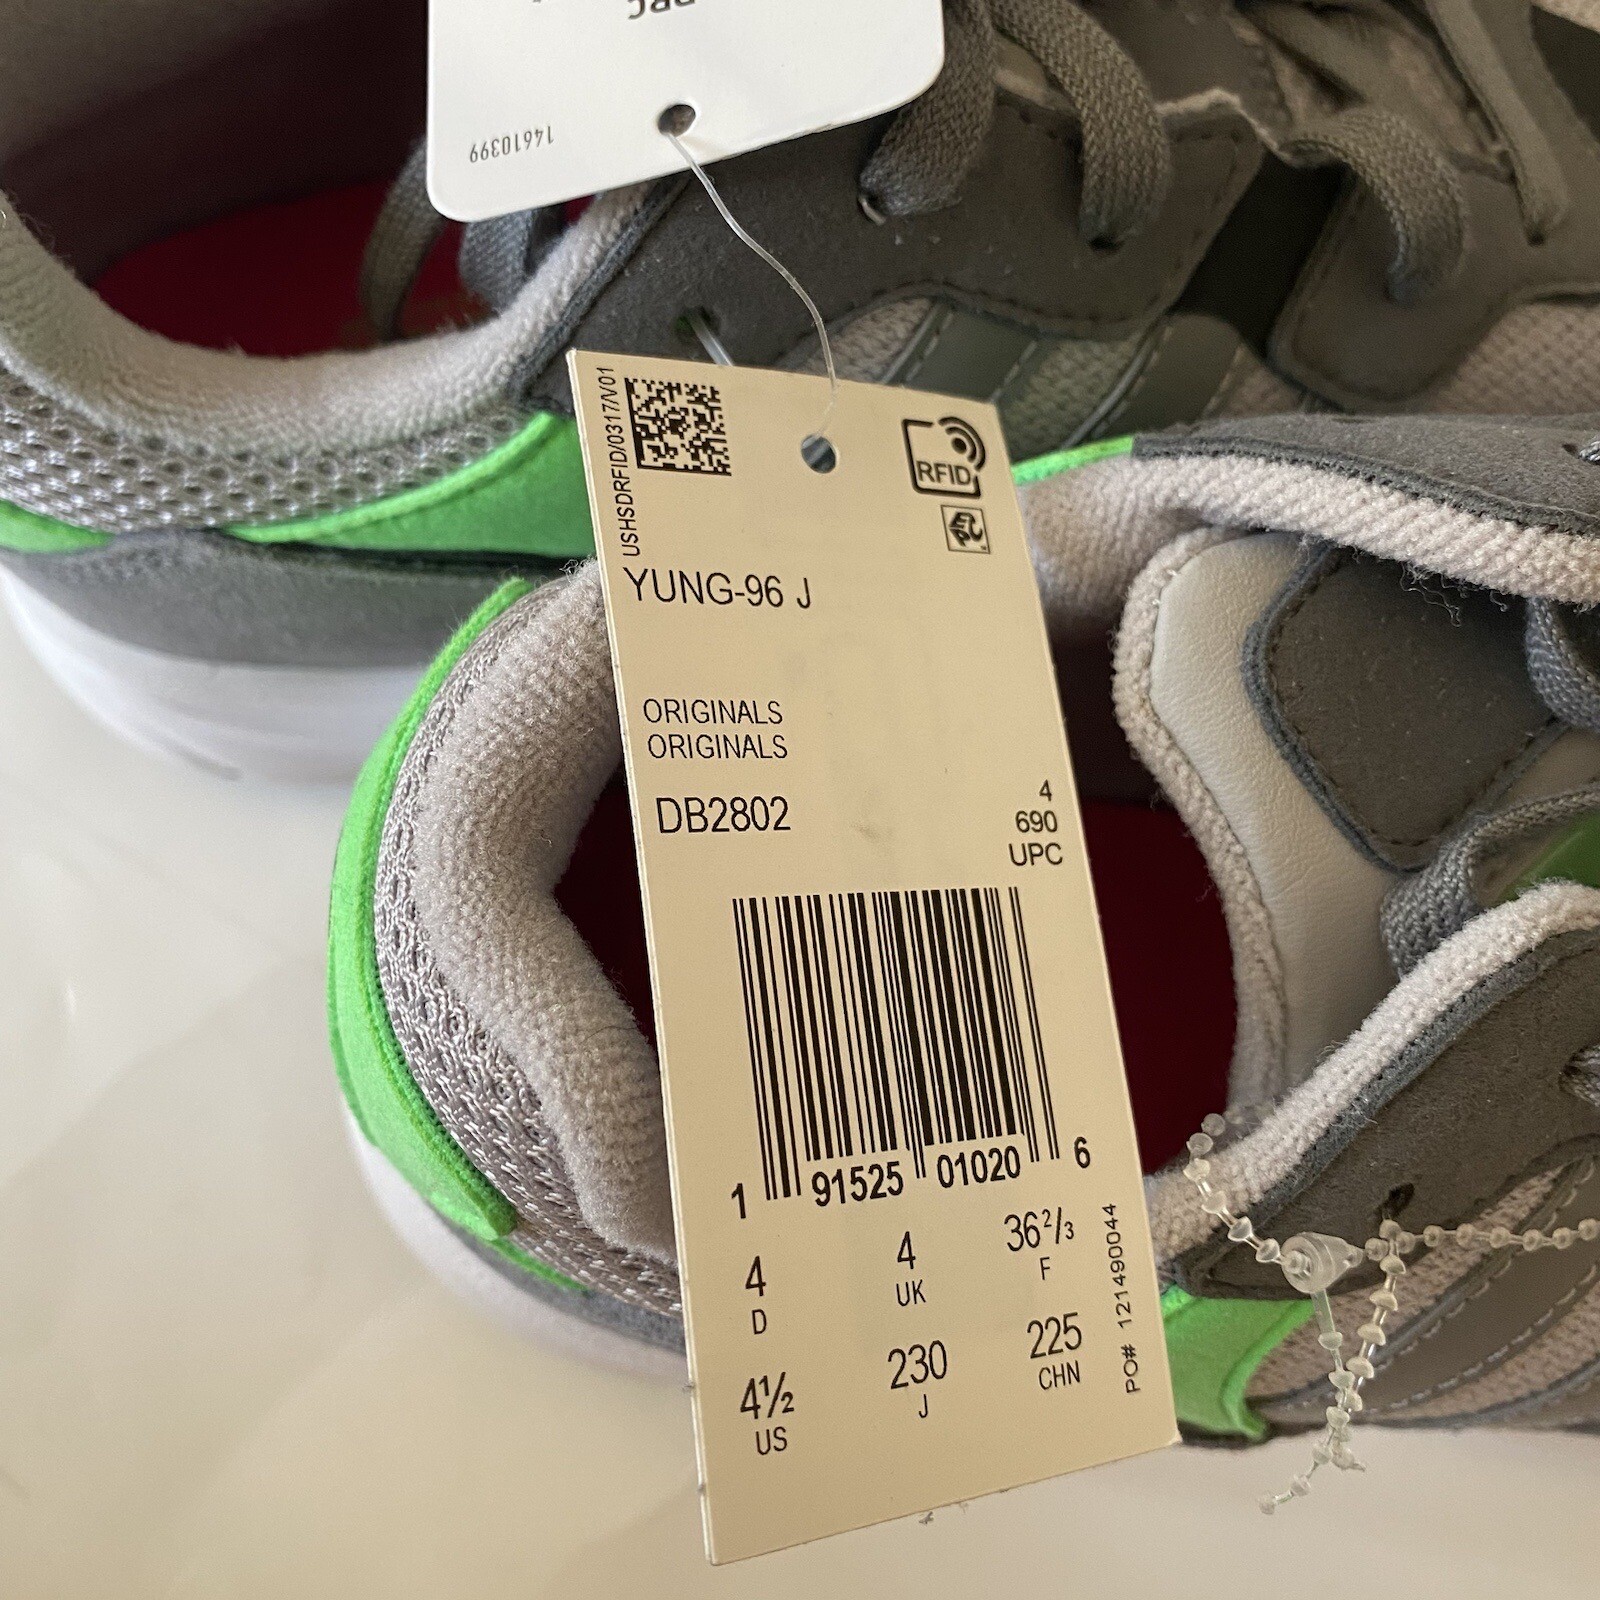 14610399
USHSDRFID/0317/V01
RFID
YUNG-96 J
ORIGINALS
ORIGINALS
DB2802
4
690
UPC
1 91525 01020 6
4 4 36⅔
D UK F
4½ 230 225
US J CHN
PO# 121490044